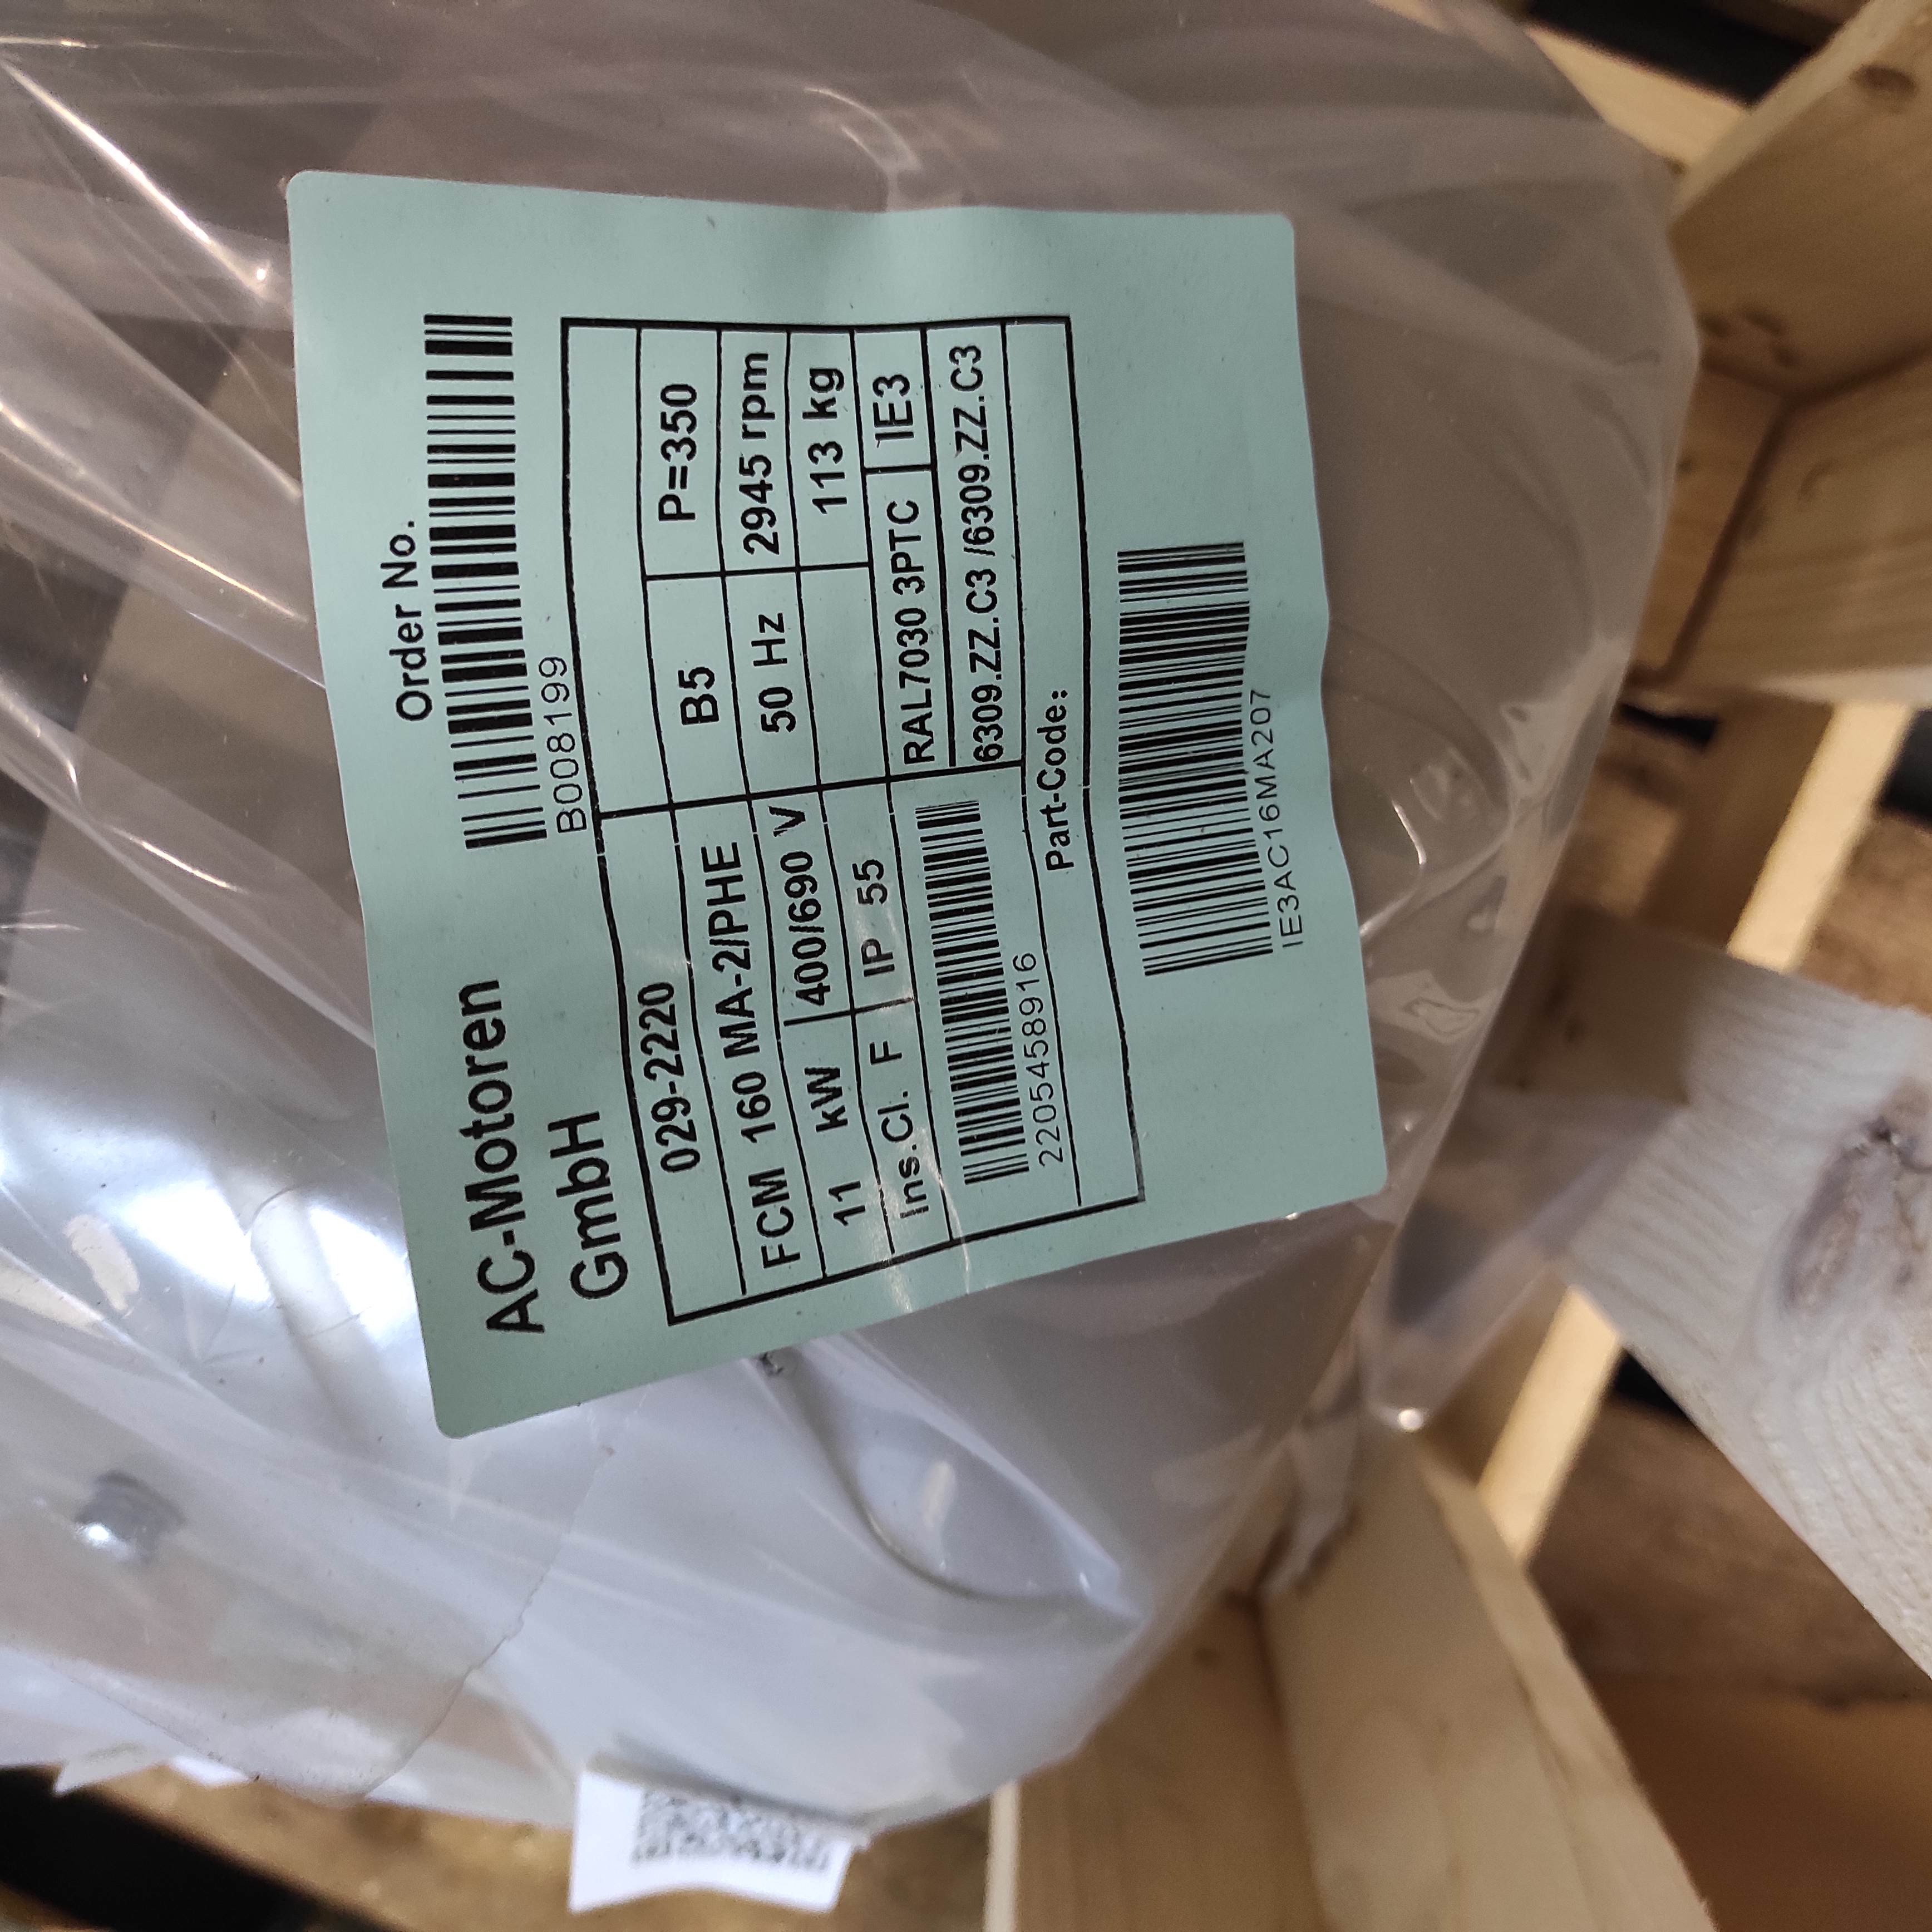 AC-Motoren
GmbH
Order No.
B008199
029-2220
FCM 160 MA-2/PHE B5 P=350
11 kW 400/690 V 50 Hz 2945 rpm
Ins.Cl. F IP 55 113 kg
RAL7030 3PTC IE3
2205458916
6309.ZZ.C3 /6309.ZZ.C3
Part-Code:
IE3AC16MA207